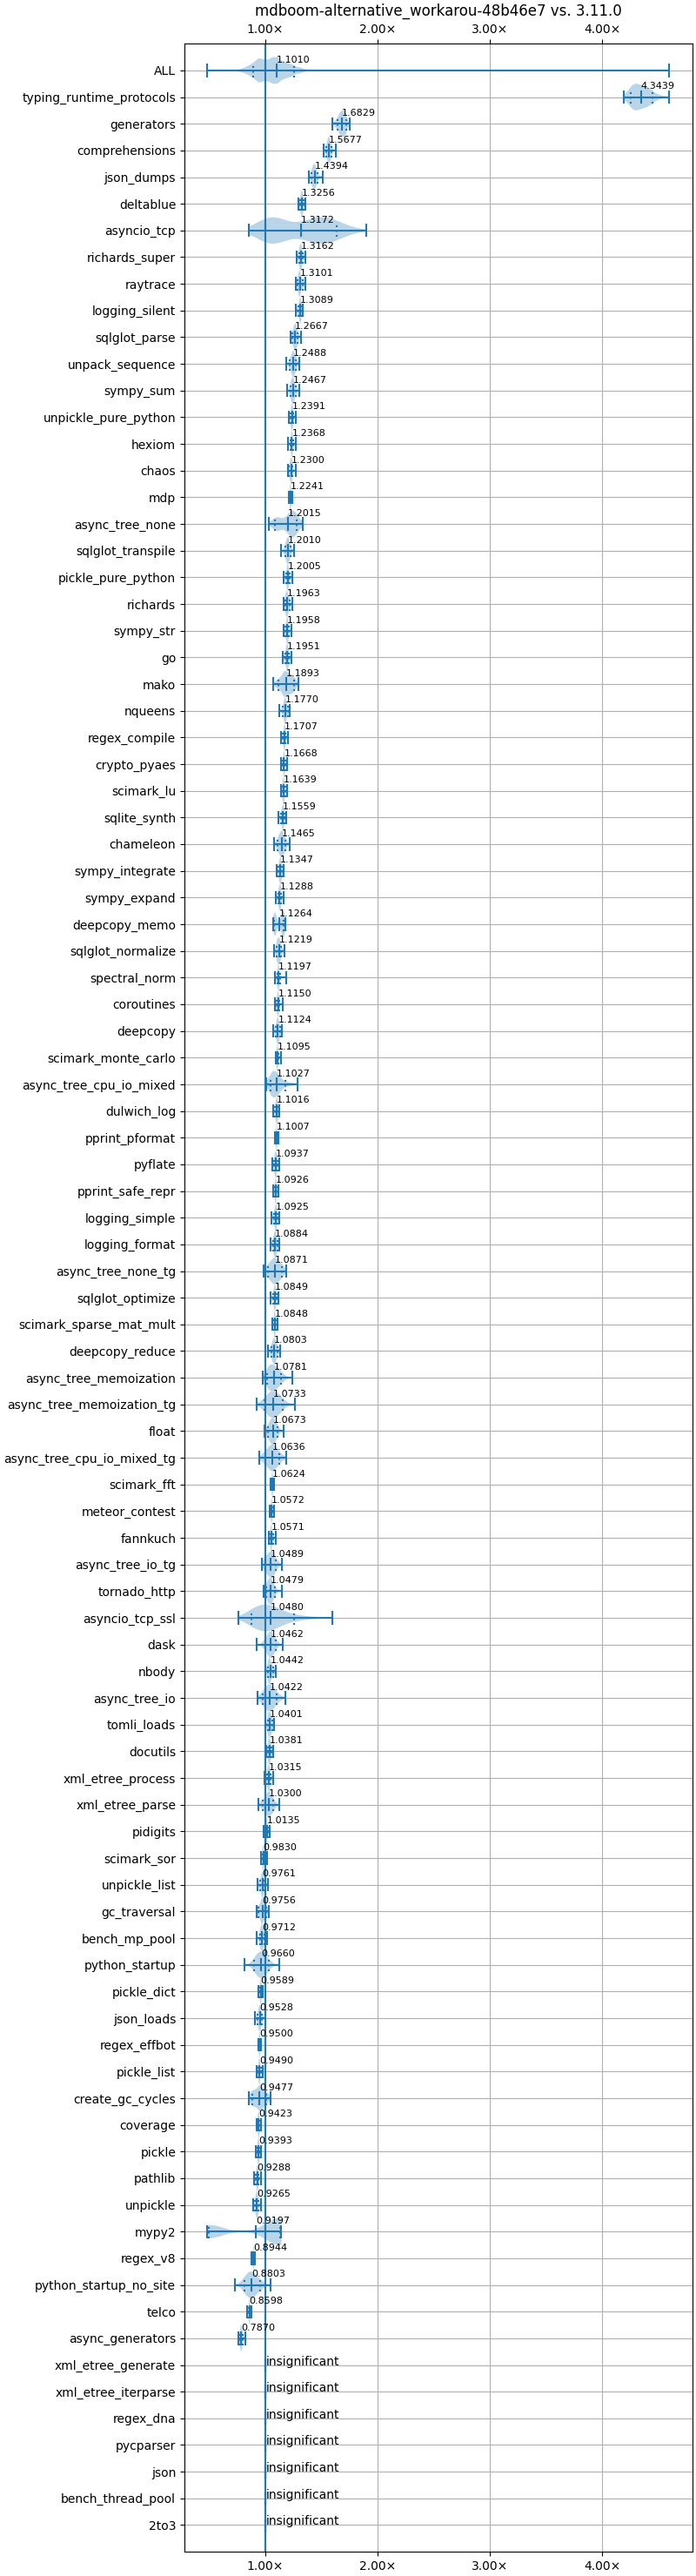 mdboom-alternative_workarou-48b46e7 vs. 3.11.0
1.00× 2.00× 3.00× 4.00×
ALL 1.1010
typing_runtime_protocols 4.3439
generators 1.6829
comprehensions 1.5677
json_dumps 1.4394
deltablue 1.3256
asyncio_tcp 1.3172
richards_super 1.3162
raytrace 1.3101
logging_silent 1.3089
sqlglot_parse 1.2667
unpack_sequence 1.2488
sympy_sum 1.2467
unpickle_pure_python 1.2391
hexiom 1.2368
chaos 1.2300
mdp 1.2241
async_tree_none 1.2015
sqlglot_transpile 1.2010
pickle_pure_python 1.2005
richards 1.1963
sympy_str 1.1958
go 1.1951
mako 1.1893
nqueens 1.1770
regex_compile 1.1707
crypto_pyaes 1.1668
scimark_lu 1.1639
sqlite_synth 1.1559
chameleon 1.1465
sympy_integrate 1.1347
sympy_expand 1.1288
deepcopy_memo 1.1264
sqlglot_normalize 1.1219
spectral_norm 1.1197
coroutines 1.1150
deepcopy 1.1124
scimark_monte_carlo 1.1095
async_tree_cpu_io_mixed 1.1027
dulwich_log 1.1016
pprint_pformat 1.1007
pyflate 1.0937
pprint_safe_repr 1.0926
logging_simple 1.0925
logging_format 1.0884
async_tree_none_tg 1.0871
sqlglot_optimize 1.0849
scimark_sparse_mat_mult 1.0848
deepcopy_reduce 1.0803
async_tree_memoization 1.0781
async_tree_memoization_tg 1.0733
float 1.0673
async_tree_cpu_io_mixed_tg 1.0636
scimark_fft 1.0624
meteor_contest 1.0572
fannkuch 1.0571
async_tree_io_tg 1.0489
tornado_http 1.0479
asyncio_tcp_ssl 1.0480
dask 1.0462
nbody 1.0442
async_tree_io 1.0422
tomli_loads 1.0401
docutils 1.0381
xml_etree_process 1.0315
xml_etree_parse 1.0300
pidigits 1.0135
scimark_sor 0.9830
unpickle_list 0.9761
gc_traversal 0.9756
bench_mp_pool 0.9712
python_startup 0.9660
pickle_dict 0.9589
json_loads 0.9528
regex_effbot 0.9500
pickle_list 0.9490
create_gc_cycles 0.9477
coverage 0.9423
pickle 0.9393
pathlib 0.9288
unpickle 0.9265
mypy2 0.9197
regex_v8 0.8944
python_startup_no_site 0.8803
telco 0.8598
async_generators 0.7870
xml_etree_generate insignificant
xml_etree_iterparse insignificant
regex_dna insignificant
pycparser insignificant
json insignificant
bench_thread_pool insignificant
2to3 insignificant
1.00× 2.00× 3.00× 4.00×